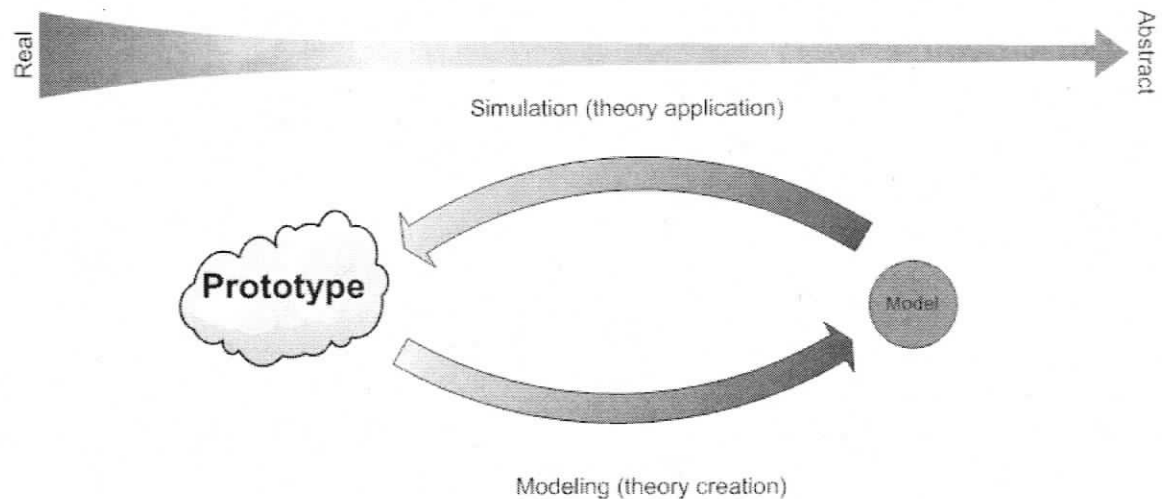 Real
Abstract
Simulation (theory application)
Prototype
Model
Modeling (theory creation)